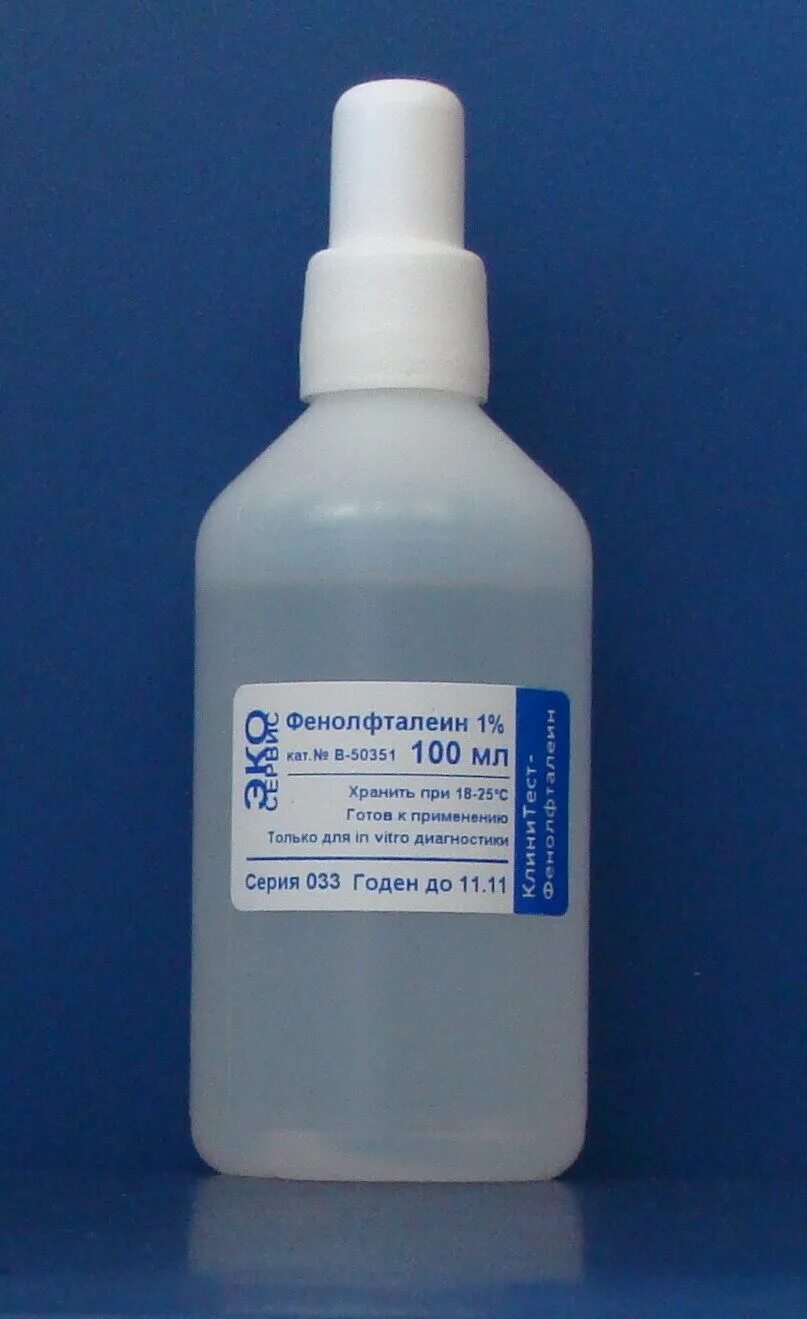 ЭКО
СЕРВИС
Фенолфталеин 1%
кат.№ В-50351 100 мл
Хранить при 18-25°С
Готов к применению
Только для in vitro диагностики
Серия 033 Годен до 11.11
КлиниТест-
Фенолфталеин